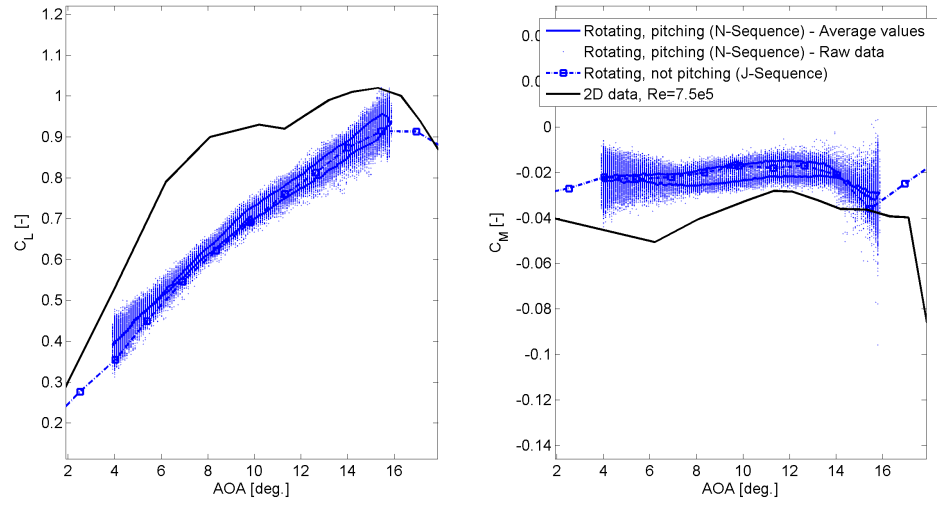 1.2
1.1
1
0.9
0.8
0.7
0.6
0.5
0.4
0.3
0.2
C_L [-]
2 4 6 8 10 12 14 16
AOA [deg.]
Rotating, pitching (N-Sequence) - Average values
Rotating, pitching (N-Sequence) - Raw data
Rotating, not pitching (J-Sequence)
2D data, Re=7.5e5
0
-0.02
-0.04
-0.06
-0.08
-0.1
-0.12
-0.14
C_M [-]
2 4 6 8 10 12 14 16
AOA [deg.]